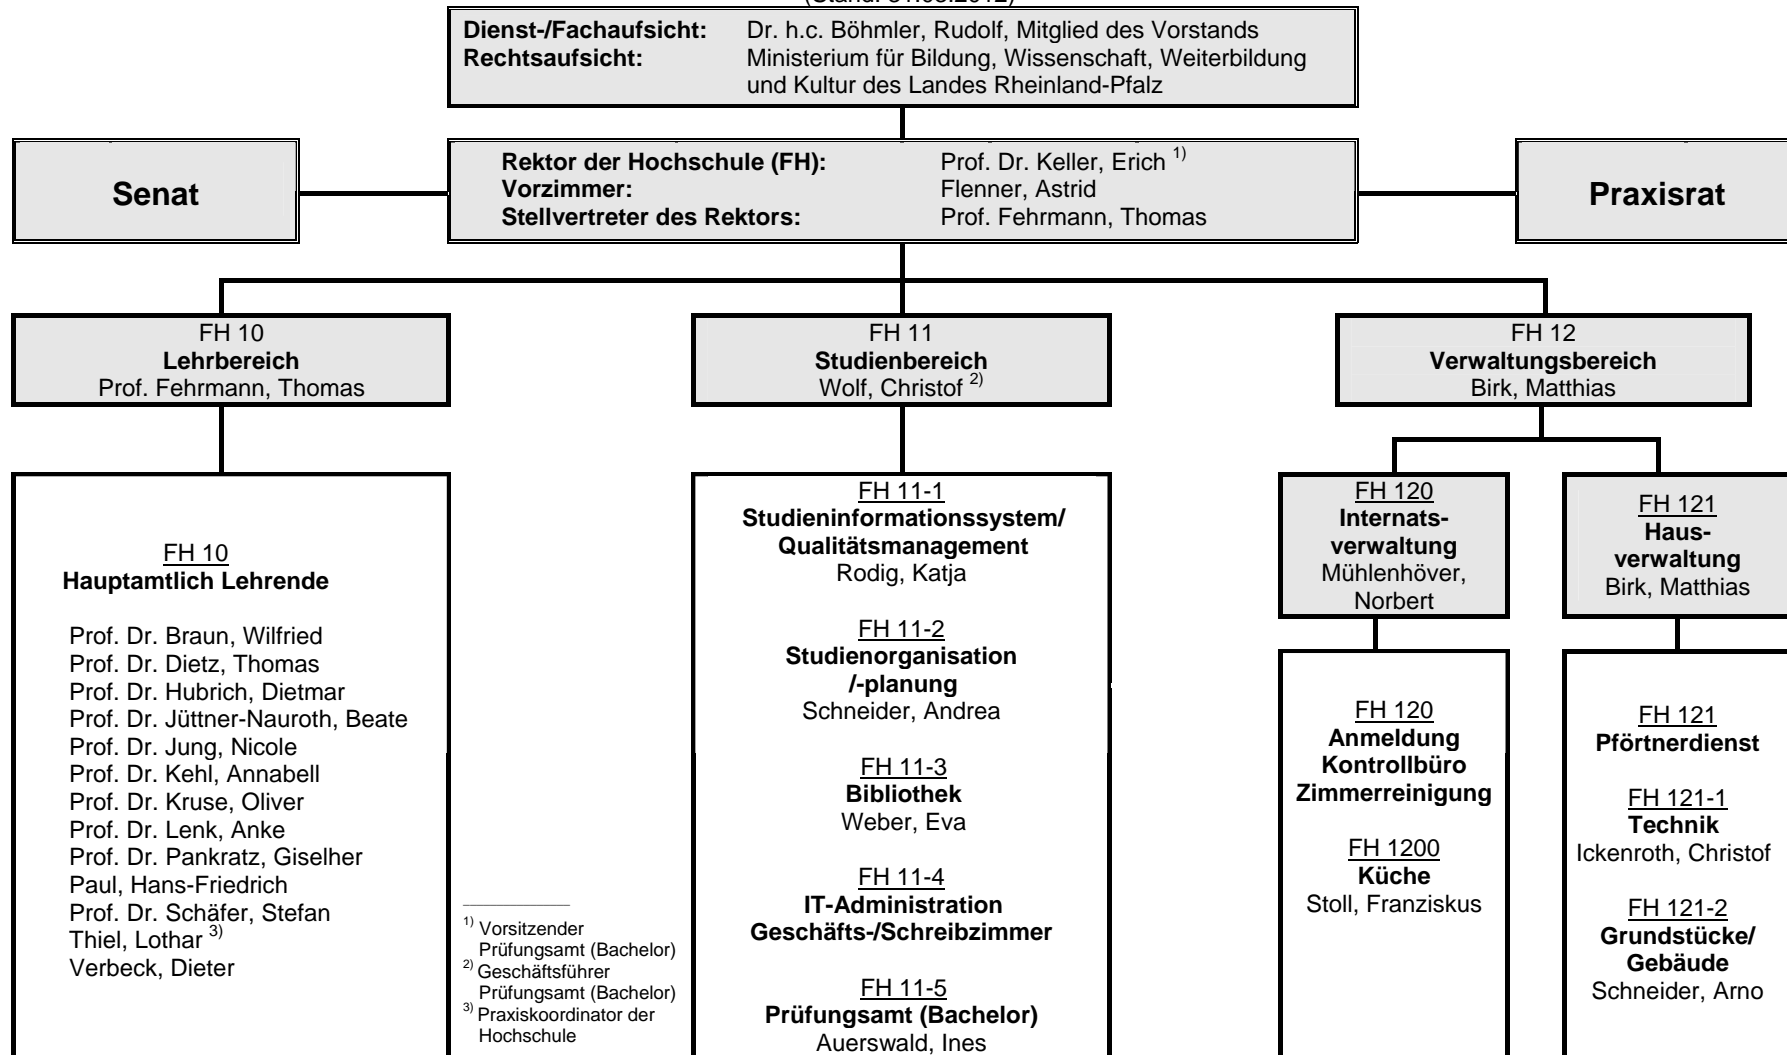 Dienst-/Fachaufsicht: Dr. h.c. Böhmler, Rudolf, Mitglied des Vorstands
Rechtsaufsicht: Ministerium für Bildung, Wissenschaft, Weiterbildung
und Kultur des Landes Rheinland-Pfalz
Senat
Rektor der Hochschule (FH): Prof. Dr. Keller, Erich 1)
Vorzimmer: Flenner, Astrid
Stellvertreter des Rektors: Prof. Fehrmann, Thomas
Praxisrat
FH 10
Lehrbereich
Prof. Fehrmann, Thomas
FH 11
Studienbereich
Wolf, Christof 2)
FH 12
Verwaltungsbereich
Birk, Matthias
FH 10
Hauptamtlich Lehrende
Prof. Dr. Braun, Wilfried
Prof. Dr. Dietz, Thomas
Prof. Dr. Hubrich, Dietmar
Prof. Dr. Jüttner-Nauroth, Beate
Prof. Dr. Jung, Nicole
Prof. Dr. Kehl, Annabell
Prof. Dr. Kruse, Oliver
Prof. Dr. Lenk, Anke
Prof. Dr. Pankratz, Giselher
Paul, Hans-Friedrich
Prof. Dr. Schäfer, Stefan
Thiel, Lothar 3)
Verbeck, Dieter
1) Vorsitzender
Prüfungsamt (Bachelor)
2) Geschäftsführer
Prüfungsamt (Bachelor)
3) Praxiskoordinator der
Hochschule
FH 11-1
Studieninformationssystem/
Qualitätsmanagement
Rodig, Katja
FH 11-2
Studienorganisation
/-planung
Schneider, Andrea
FH 11-3
Bibliothek
Weber, Eva
FH 11-4
IT-Administration
Geschäfts-/Schreibzimmer
FH 11-5
Prüfungsamt (Bachelor)
Auerswald, Ines
FH 120
Internats-
verwaltung
Mühlenhöver,
Norbert
FH 120
Anmeldung
Kontrollbüro
Zimmerreinigung
FH 1200
Küche
Stoll, Franziskus
FH 121
Haus-
verwaltung
Birk, Matthias
FH 121
Pförtnerdienst
FH 121-1
Technik
Ickenroth, Christof
FH 121-2
Grundstücke/
Gebäude
Schneider, Arno